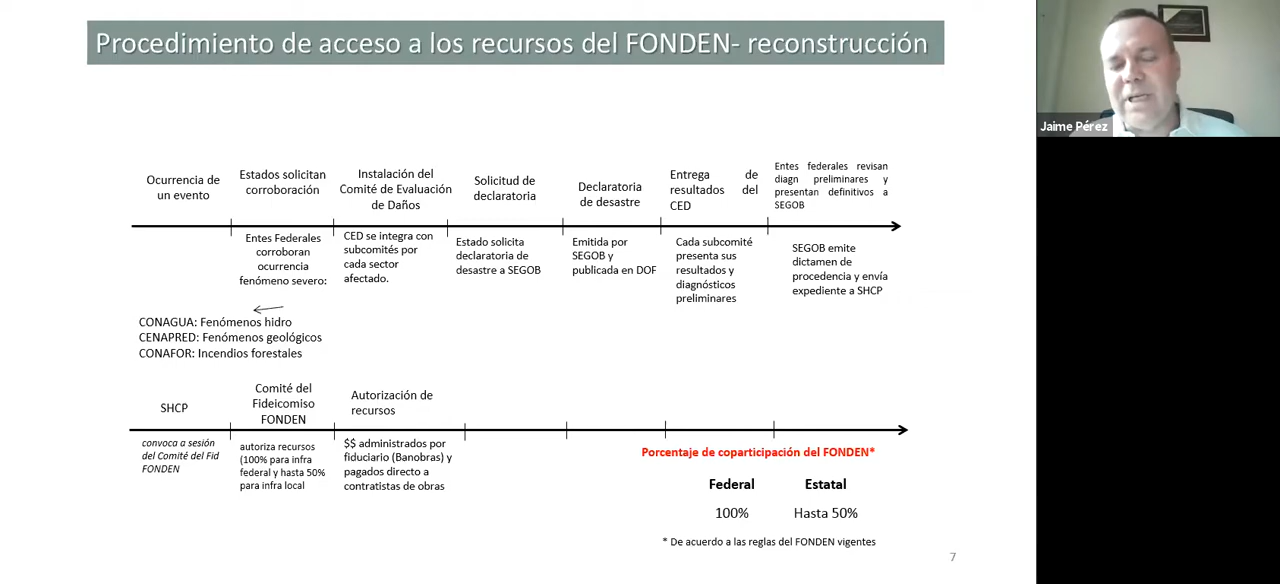 Procedimiento de acceso a los recursos del FONDEN- reconstrucción
Jaime Pérez
Ocurrencia de
un evento
Estados solicitan
corroboración
Instalación del
Comité de Evaluación
de Daños
Solicitud de
declaratoria
Declaratoria
de desastre
Entrega de
resultados del
CED
Entes federales revisan
diagn preliminares y
presentan definitivos a
SEGOB
Entes Federales
corroboran
ocurrencia
fenómeno severo:
CED se integra con
subcomités por
cada sector
afectado.
Estado solicita
declaratoria de
desastre a SEGOB
Emitida por
SEGOB y
publicada en DOF
Cada subcomité
presenta sus
resultados y
diagnósticos
preliminares
SEGOB emite
dictamen de
procedencia y envía
expediente a SHCP
CONAGUA: Fenómenos hidro
CENAPRED: Fenómenos geológicos
CONAFOR: Incendios forestales
SHCP
Comité del
Fideicomiso
FONDEN
Autorización de
recursos
convoca a sesión
del Comité del Fid
FONDEN
autoriza recursos
(100% para infra
federal y hasta 50%
para infra local
$$ administrados por
fiduciario (Banobras) y
pagados directo a
contratistas de obras
Porcentaje de coparticipación del FONDEN*
Federal Estatal
100% Hasta 50%
* De acuerdo a las reglas del FONDEN vigentes
7